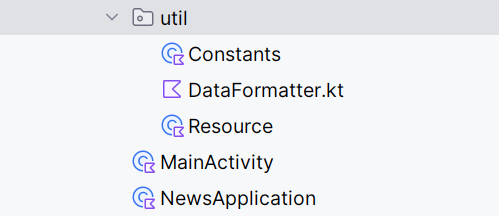 util
Constants
DataFormatter.kt
Resource
MainActivity
NewsApplication